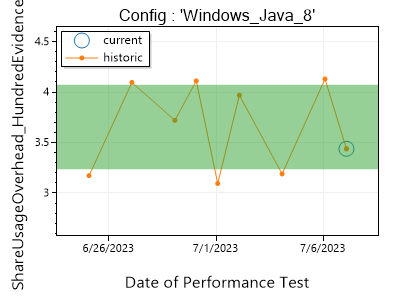 Config : 'Windows_Java_8'
ShareUsageOverhead_HundredEvidence
current
historic
4.5
4
3.5
3
6/26/2023
7/1/2023
7/6/2023
Date of Performance Test